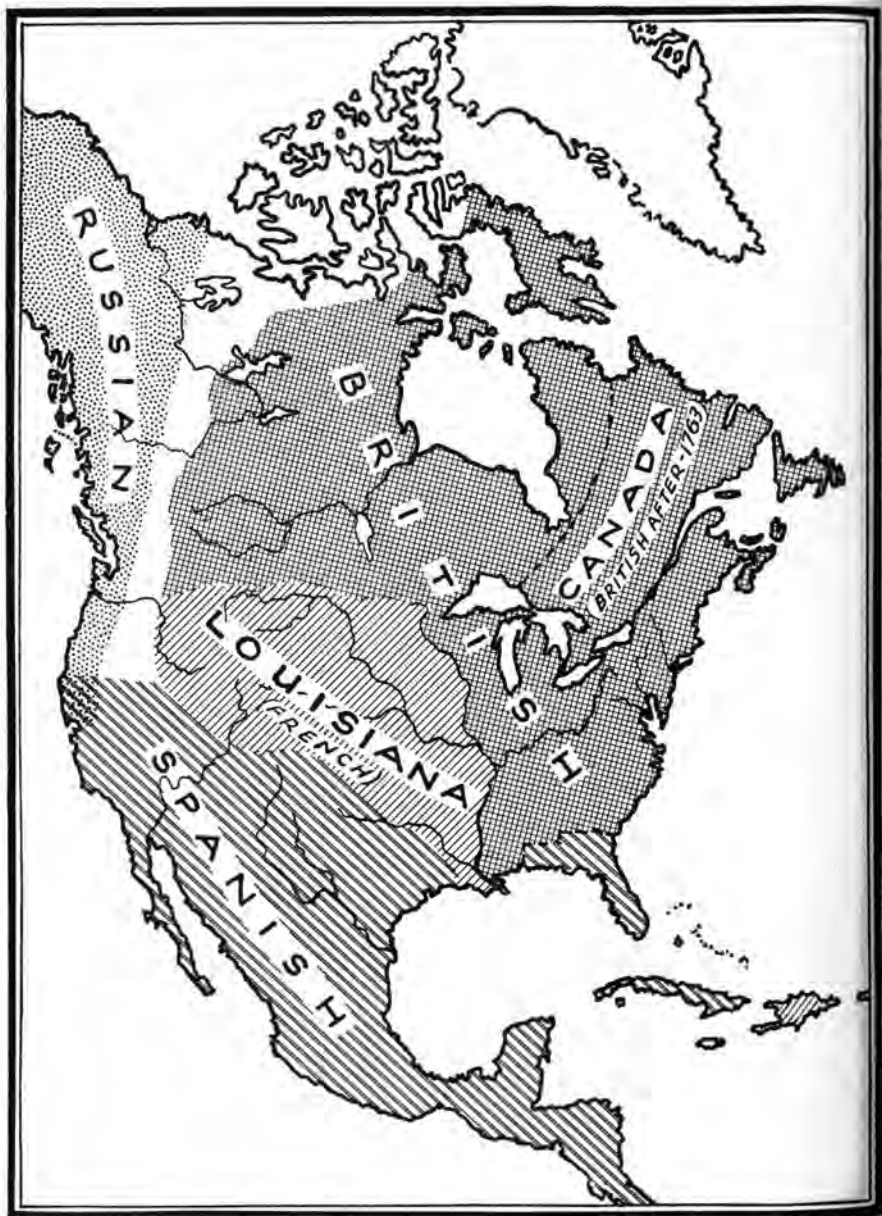 RUSSIAN
BRITISH
CANADA
(BRITISH AFTER-1763)
LOUISIANA
(FRENCH)
SPANISH